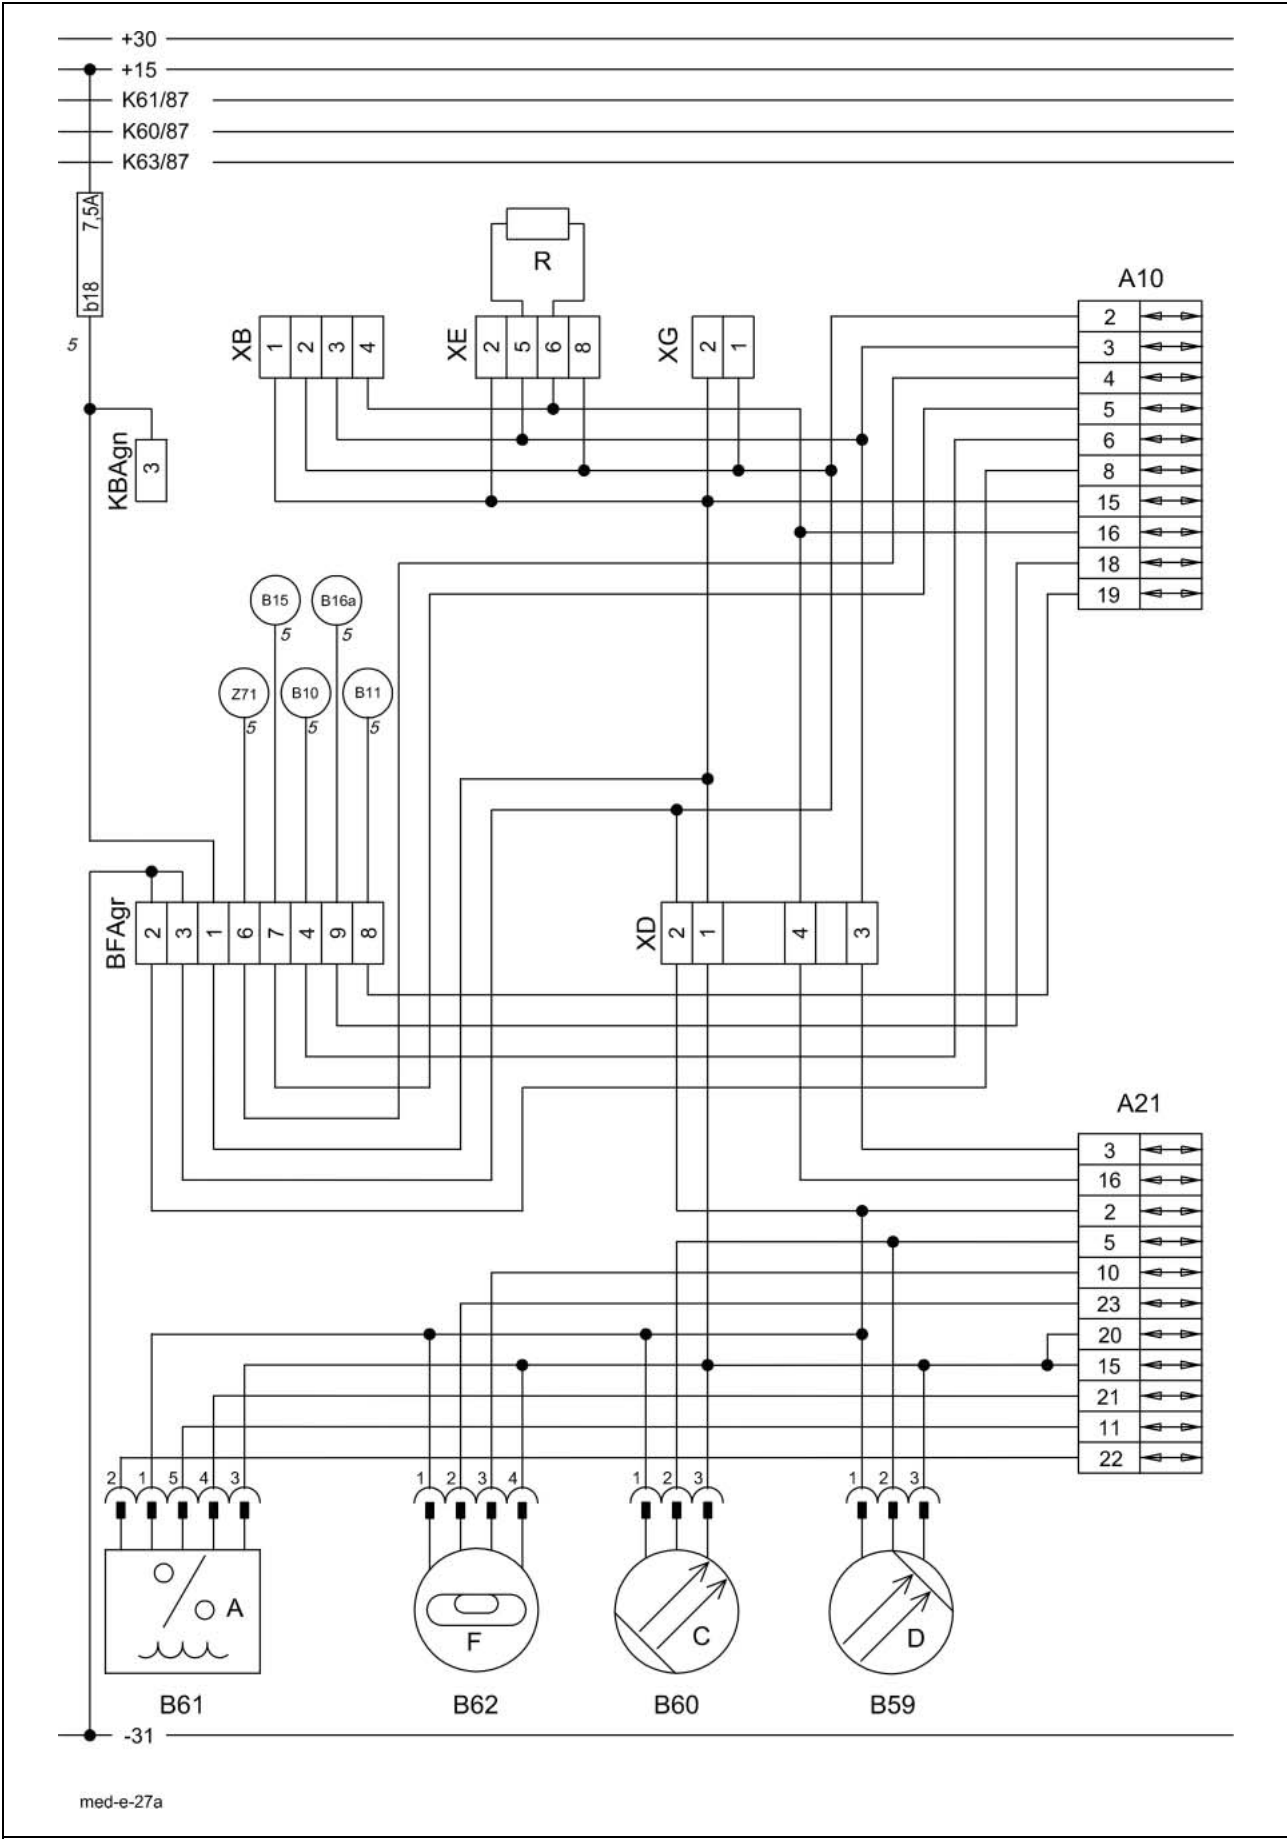 +30
+15
K61/87
K60/87
K63/87
7,5A
b18
R
A10
2
XB
1
2
3
4
XE
2
5
6
8
XG
2
1
3
4
5
6
8
15
16
18
19
5
KBAgn
3
B15
B16a
5
5
Z71
B10
B11
5
5
5
BFAgr
2
3
1
6
7
4
9
8
XD
2
1
4
3
A21
3
16
2
5
10
23
20
15
21
11
22
2 1 5 4 3
1 2 3 4
1 2 3
1 2 3
A
F
C
D
B61
B62
B60
B59
-31
med-e-27a